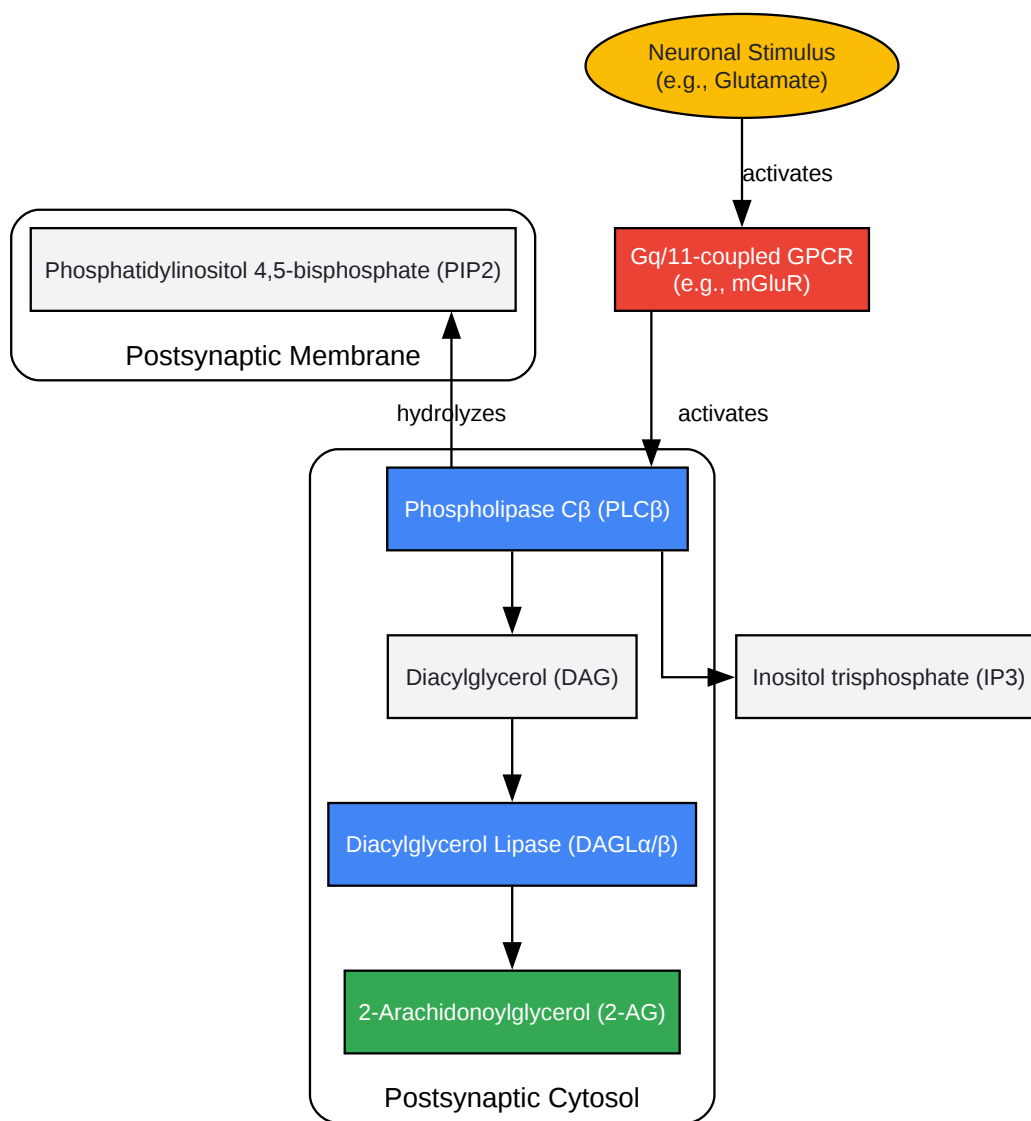 Neuronal Stimulus
(e.g., Glutamate)
activates
Phosphatidylinositol 4,5-bisphosphate (PIP2)
Gq/11-coupled GPCR
(e.g., mGluR)
Postsynaptic Membrane
hydrolyzes
activates
Phospholipase Cβ (PLCβ)
Diacylglycerol (DAG)
Inositol trisphosphate (IP3)
Diacylglycerol Lipase (DAGLα/β)
2-Arachidonoylglycerol (2-AG)
Postsynaptic Cytosol